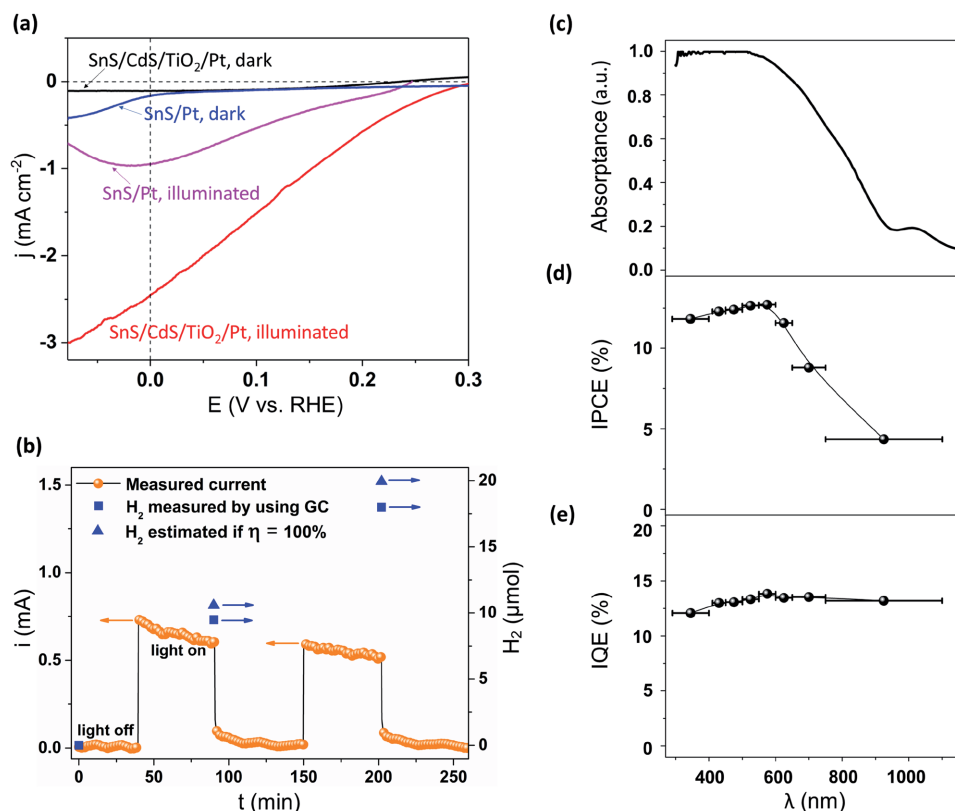 (a)
SnS/CdS/TiO₂/Pt, dark
0
SnS/Pt, dark
-1
SnS/Pt, illuminated
-2
SnS/CdS/TiO₂/Pt, illuminated
-3
j (mA cm⁻²)
0.0 0.1 0.2 0.3
E (V vs. RHE)
(b)
1.5
1.0
0.5
0.0
i (mA)
Measured current
H₂ measured by using GC
H₂ estimated if η = 100%
light on
light off
20
15
10
5
0
H₂ (μmol)
0 50 100 150 200 250
t (min)
(c)
1.0
0.8
0.6
0.4
0.2
0.0
Absorptance (a.u.)
(d)
10
5
0
IPCE (%)
(e)
20
15
10
5
0
IQE (%)
400 600 800 1000
λ (nm)